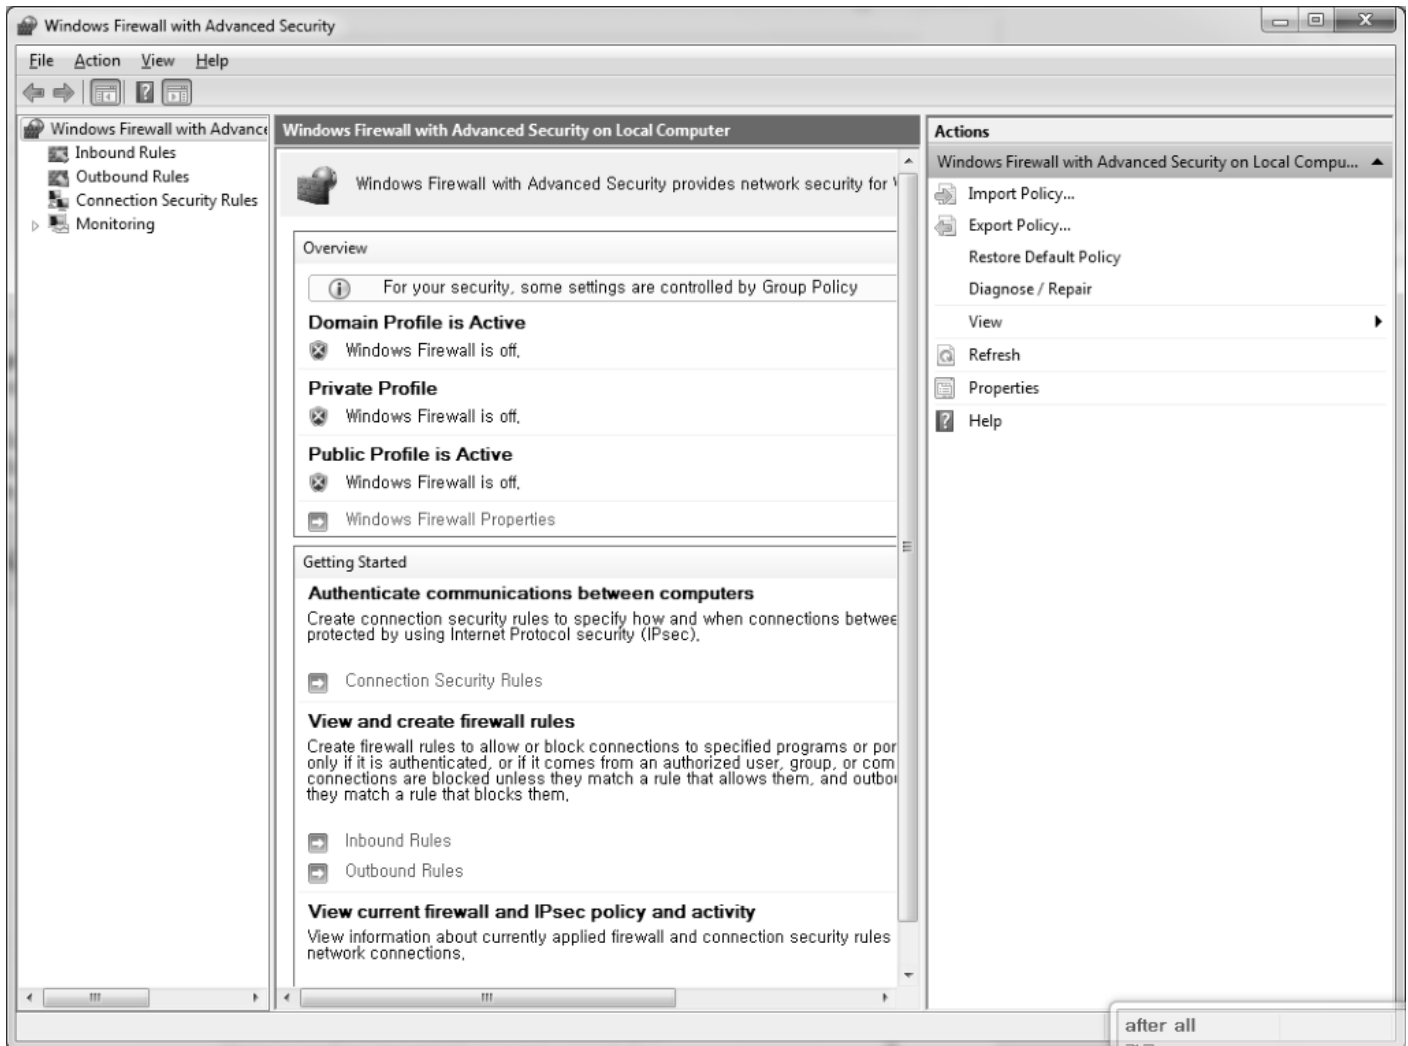 Windows Firewall with Advanced Security
File Action View Help
Windows Firewall with Advance
Inbound Rules
Outbound Rules
Connection Security Rules
Monitoring
Windows Firewall with Advanced Security on Local Computer
Windows Firewall with Advanced Security provides network security for
Overview
For your security, some settings are controlled by Group Policy
Domain Profile is Active
Windows Firewall is off.
Private Profile
Windows Firewall is off.
Public Profile is Active
Windows Firewall is off.
Windows Firewall Properties
Getting Started
Authenticate communications between computers
Create connection security rules to specify how and when connections betwee
protected by using Internet Protocol security (IPsec).
Connection Security Rules
View and create firewall rules
Create firewall rules to allow or block connections to specified programs or por
only if it is authenticated, or if it comes from an authorized user, group, or com
connections are blocked unless they match a rule that allows them, and outbou
they match a rule that blocks them.
Inbound Rules
Outbound Rules
View current firewall and IPsec policy and activity
View information about currently applied firewall and connection security rules
network connections.
Actions
Windows Firewall with Advanced Security on Local Compu...
Import Policy...
Export Policy...
Restore Default Policy
Diagnose / Repair
View
Refresh
Properties
Help
after all